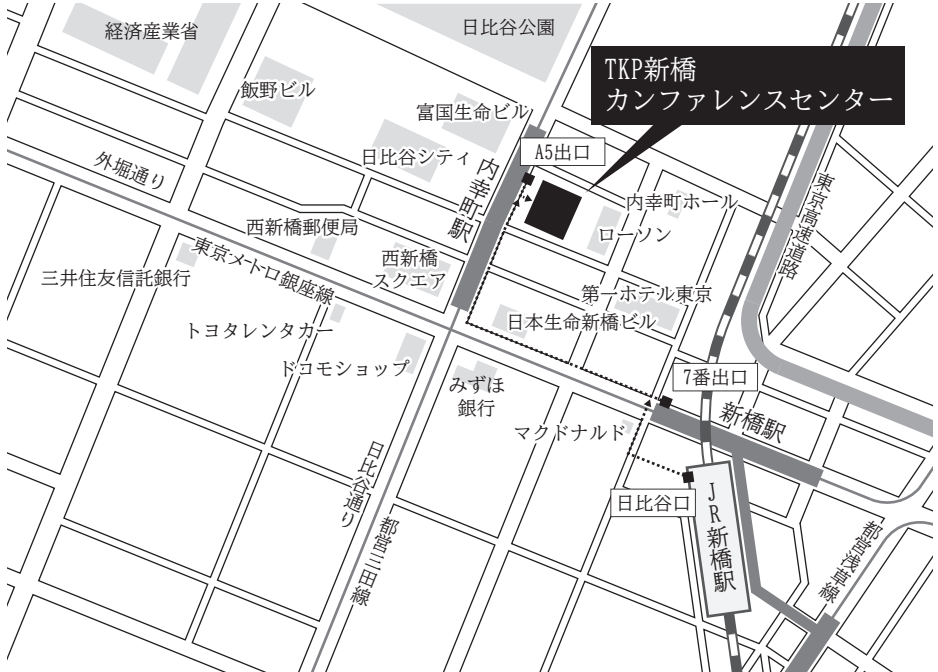 経済産業省
日比谷公園
TKP新橋
カンファレンスセンター
飯野ビル
富国生命ビル
日比谷シティ
A5出口
外堀通り
内幸町駅
東京高速道路
内幸町ホール
ローソン
西新橋郵便局
西新橋
スクエア
東京メトロ銀座線
三井住友信託銀行
第一ホテル東京
日本生命新橋ビル
トヨタレンタカー
ドコモショップ
みずほ
銀行
7番出口
新橋駅
マクドナルド
日比谷通り
日比谷口
JR新橋駅
都営三田線
都営浅草線